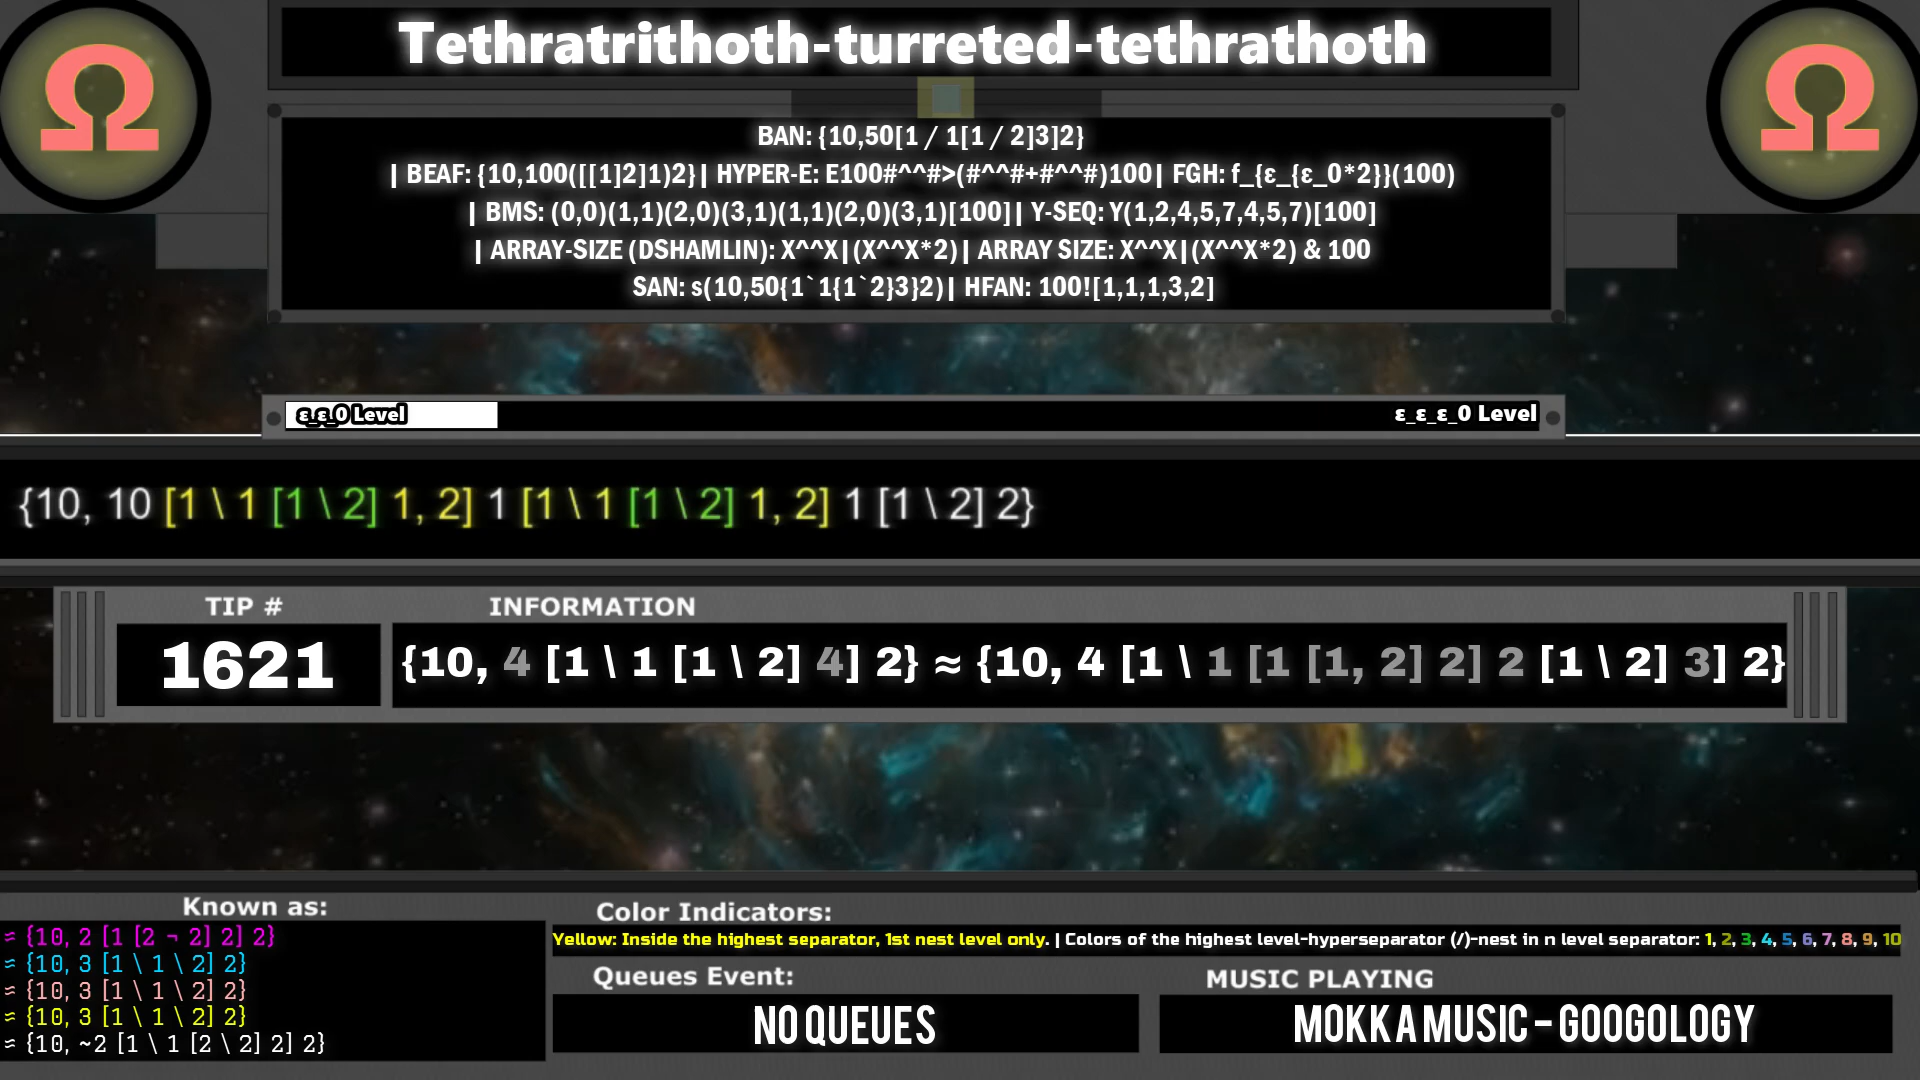 Ω
Tethratrithoth-turreted-tethrathoth
Ω
BAN: {10,50[1 / 1[1 / 2]3]2}
| BEAF: {10,100([[1]2]1)2}| HYPER-E: E100#^^#>(#^^#+#^^#)100| FGH: f_{ε_{ε_0*2}}(100)
| BMS: (0,0)(1,1)(2,0)(3,1)(1,1)(2,0)(3,1)[100]| Y-SEQ: Y(1,2,4,5,7,4,5,7)[100]
| ARRAY-SIZE (DSHAMLIN): X^^X|(X^^X*2)| ARRAY SIZE: X^^X|(X^^X*2) & 100
SAN: s(10,50{1`1{1`2}3}2)| HFAN: 100![1,1,1,3,2]
ε_ε_0 Level
ε_ε_ε_0 Level
{10, 10 [1 \ 1 [1 \ 2] 1, 2] 1 [1 \ 1 [1 \ 2] 1, 2] 1 [1 \ 2] 2}
TIP #
INFORMATION
1621
{10, 4 [1 \ 1 [1 \ 2] 4] 2} ≈ {10, 4 [1 \ 1 [1 [1, 2] 2] 2 [1 \ 2] 3] 2}
Known as:
≈ {10, 2 [1 [2 ¬ 2] 2] 2}
≈ {10, 3 [1 \ 1 \ 2] 2}
≈ {10, 3 [1 \ 1 \ 2] 2}
≈ {10, 3 [1 \ 1 \ 2] 2}
≈ {10, ~2 [1 \ 1 [2 \ 2] 2] 2}
Color Indicators:
Yellow: Inside the highest separator, 1st nest level only. | Colors of the highest level-hyperseparator (/)-nest in n level separator: 1, 2, 3, 4, 5, 6, 7, 8, 9, 10
Queues Event:
NO QUEUES
MUSIC PLAYING
MOKKA MUSIC - GOOGOLOGY